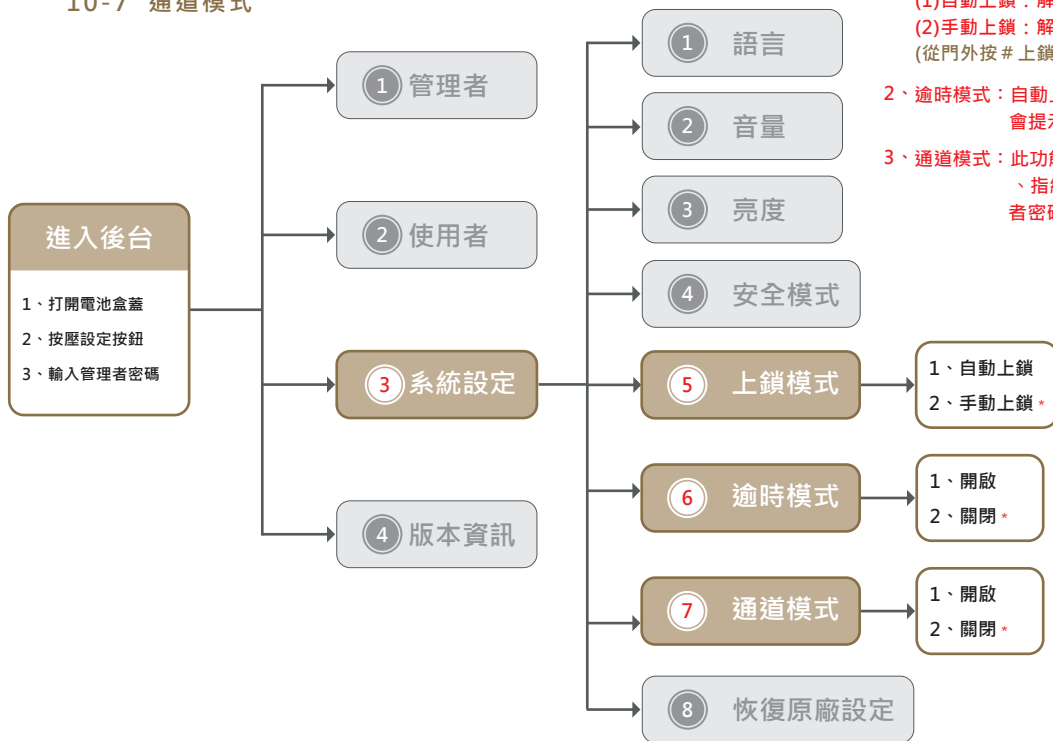 10-7 通道模式
(1)自動上鎖：解
(2)手動上鎖：解
(從門外按＃上鎖
2、逾時模式：自動
會提
3、通道模式：此功
、指
者密
進入後台
1、打開電池盒蓋
2、按壓設定按鈕
3、輸入管理者密碼
1 管理者
2 使用者
3 系統設定
4 版本資訊
1 語言
2 音量
3 亮度
4 安全模式
5 上鎖模式
1、自動上鎖
2、手動上鎖*
6 逾時模式
1、開啟
2、關閉*
7 通道模式
1、開啟
2、關閉*
8 恢復原廠設定